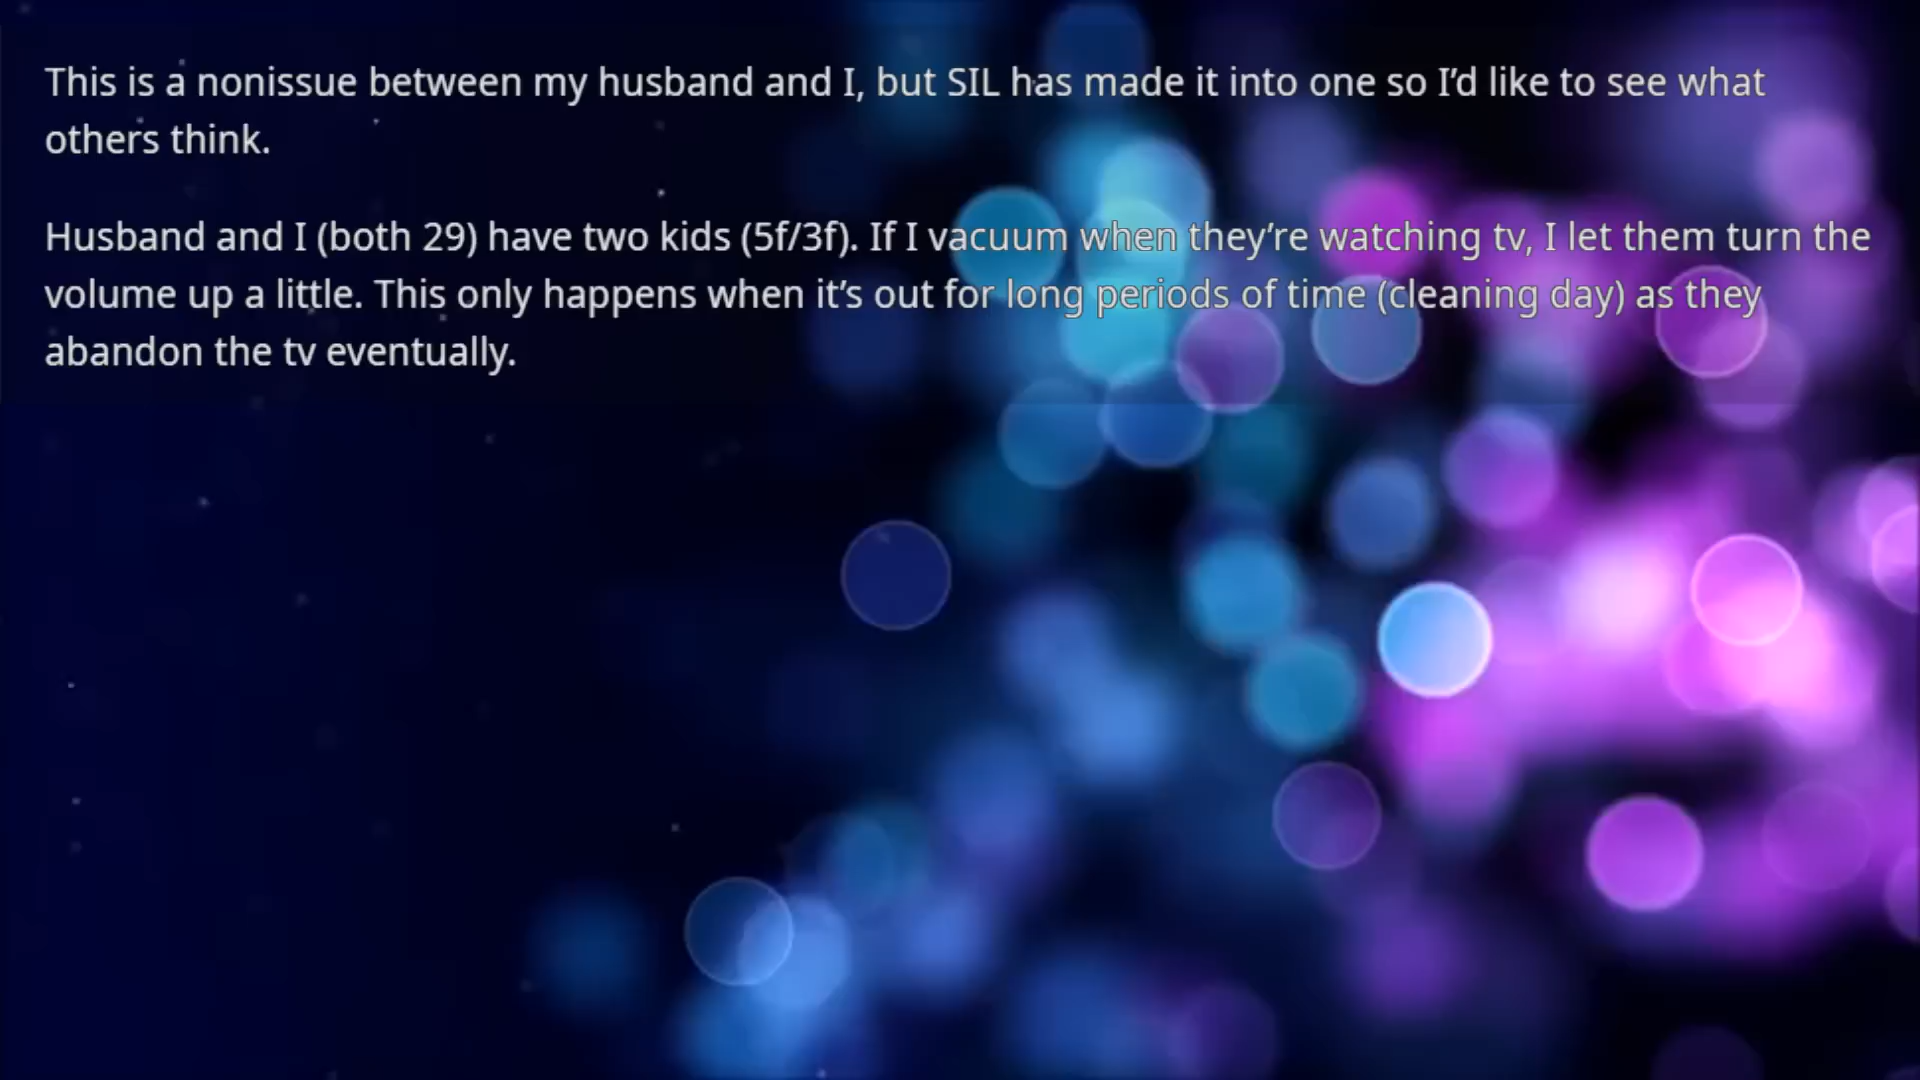 This is a nonissue between my husband and I, but SIL has made it into one so I’d like to see what
others think.
Husband and I (both 29) have two kids (5f/3f). If I vacuum when they’re watching tv, I let them turn the
volume up a little. This only happens when it’s out for long periods of time (cleaning day) as they
abandon the tv eventually.